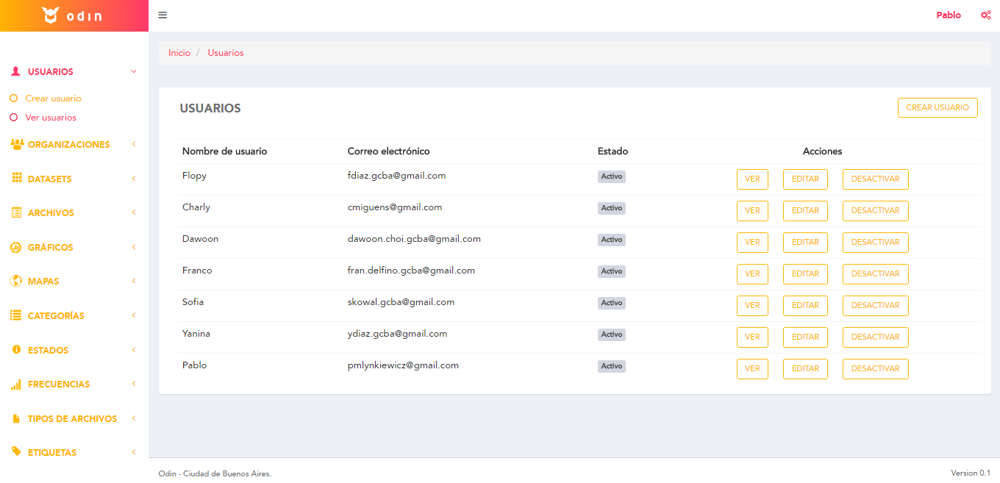 odin
Pablo
Inicio / Usuarios
USUARIOS
Crear usuario
Ver usuarios
ORGANIZACIONES
DATASETS
ARCHIVOS
GRÁFICOS
MAPAS
CATEGORÍAS
ESTADOS
FRECUENCIAS
TIPOS DE ARCHIVOS
ETIQUETAS
USUARIOS
CREAR USUARIO
Nombre de usuario Correo electrónico Estado Acciones
Flopy fdiaz.gcba@gmail.com Activo VER EDITAR DESACTIVAR
Charly cmiguens@gmail.com Activo VER EDITAR DESACTIVAR
Dawoon dawoon.choi.gcba@gmail.com Activo VER EDITAR DESACTIVAR
Franco fran.delfino.gcba@gmail.com Activo VER EDITAR DESACTIVAR
Sofia skowal.gcba@gmail.com Activo VER EDITAR DESACTIVAR
Yanina ydiaz.gcba@gmail.com Activo VER EDITAR DESACTIVAR
Pablo pmlynkiewicz@gmail.com Activo VER EDITAR DESACTIVAR
Odin - Ciudad de Buenos Aires.
Version 0.1